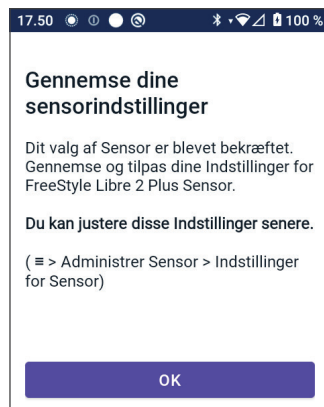 17.50 100 %
Gennemse dine
sensorindstillinger
Dit valg af Sensor er blevet bekræftet.
Gennemse og tilpas dine Indstillinger for
FreeStyle Libre 2 Plus Sensor.
Du kan justere disse Indstillinger senere.
( ≡ > Administrer Sensor > Indstillinger
for Sensor)
OK